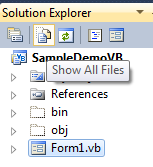 Solution Explorer
SampleDemoVB
Show All Files
References
bin
obj
Form1.vb